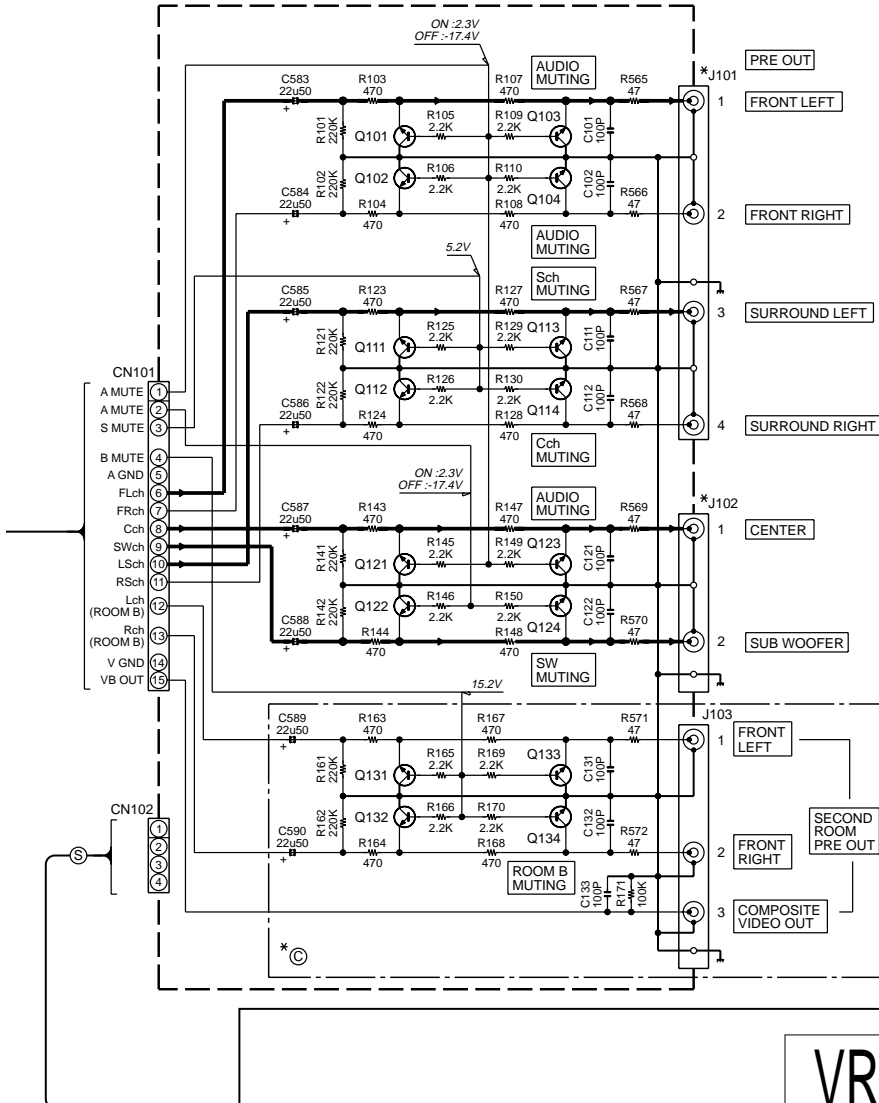 ON :2.3V
OFF :-17.4V
AUDIO
MUTING
PRE OUT
*J101
C583
22u50
+
R103
470
R107
470
R565
47
1
FRONT LEFT
R101
220K
Q101
R105
2.2K
R109
2.2K
Q103
C101
100P
R102
220K
Q102
R106
2.2K
R110
2.2K
Q104
C102
100P
C584
22u50
+
R104
470
R108
470
R566
47
2
FRONT RIGHT
AUDIO
MUTING
5.2V
Sch
MUTING
C585
22u50
+
R123
470
R127
470
R567
47
3
SURROUND LEFT
R121
220K
Q111
R125
2.2K
R129
2.2K
Q113
C111
100P
R122
220K
Q112
R126
2.2K
R130
2.2K
Q114
C112
100P
C586
22u50
+
R124
470
R128
470
R568
47
4
SURROUND RIGHT
Cch
MUTING
CN101
A MUTE 1
A MUTE 2
S MUTE 3
B MUTE 4
A GND 5
FLch 6
FRch 7
Cch 8
SWch 9
LSch 10
RSch 11
Lch
(ROOM B) 12
Rch
(ROOM B) 13
V GND 14
VB OUT 15
ON :2.3V
OFF :-17.4V
AUDIO
MUTING
*J102
C587
22u50
+
R143
470
R147
470
R569
47
1
CENTER
R141
220K
Q121
R145
2.2K
R149
2.2K
Q123
C121
100P
R142
220K
Q122
R146
2.2K
R150
2.2K
Q124
C122
100P
C588
22u50
+
R144
470
R148
470
R570
47
2
SUB WOOFER
SW
MUTING
15.2V
J103
C589
22u50
+
R163
470
R167
470
R571
47
1
FRONT
LEFT
R161
220K
Q131
R165
2.2K
R169
2.2K
Q133
C131
100P
R162
220K
Q132
R166
2.2K
R170
2.2K
Q134
C132
100P
SECOND
ROOM
PRE OUT
C590
22u50
+
R164
470
R168
470
R572
47
2
FRONT
RIGHT
ROOM B
MUTING
C133
100P
R171
100K
3
COMPOSITE
VIDEO OUT
CN102
1
2
3
4
S
* C
VR